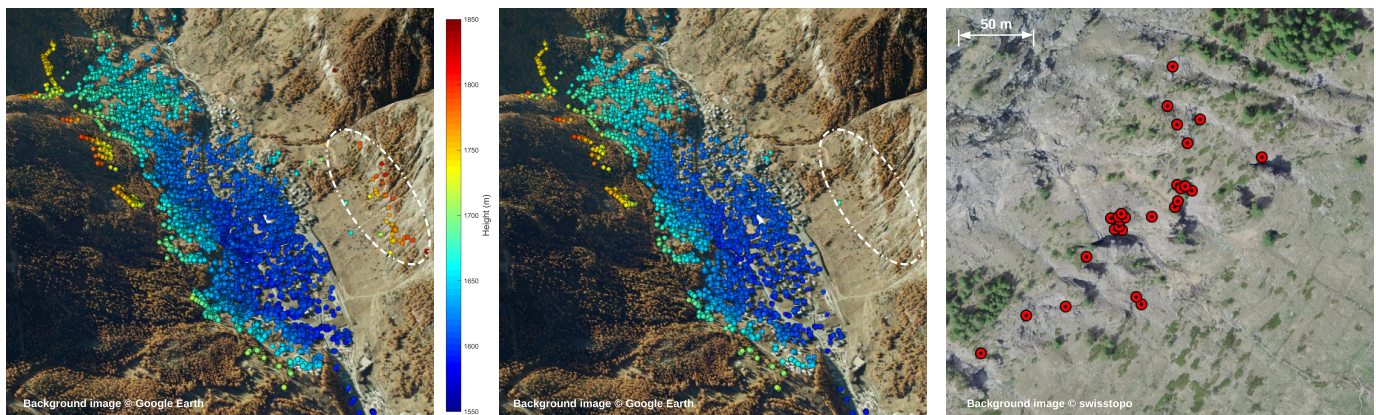 Background image © Google Earth
1850
1800
1750
1700
1650
1600
1550
Height (m)
Background image © Google Earth
50 m
Background image © swisstopo